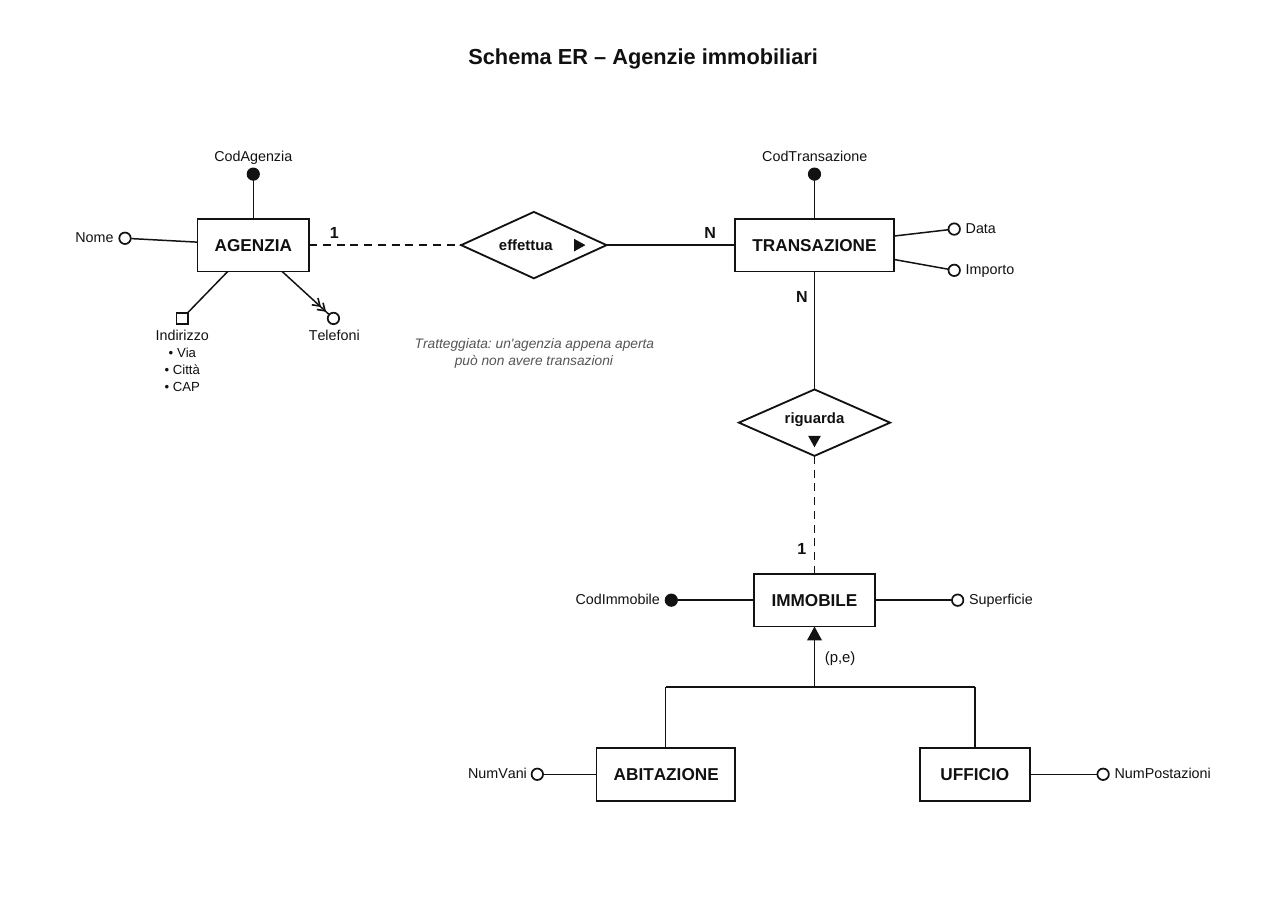 Schema ER – Agenzie immobiliari
CodAgenzia
CodTransazione
Nome
AGENZIA
1
effettua
N
TRANSAZIONE
Data
Importo
N
Indirizzo
• Via
• Città
• CAP
Telefoni
Tratteggiata: un'agenzia appena aperta
può non avere transazioni
riguarda
1
CodImmobile
IMMOBILE
Superficie
(p,e)
NumVani
ABITAZIONE
UFFICIO
NumPostazioni